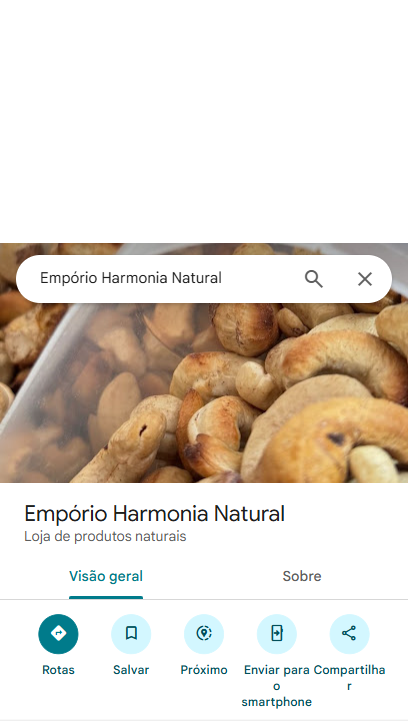 Empório Harmonia Natural
Empório Harmonia Natural
Loja de produtos naturais
Visão geral
Sobre
Rotas
Salvar
Próximo
Enviar para
o
smartphone
Compartilha
r